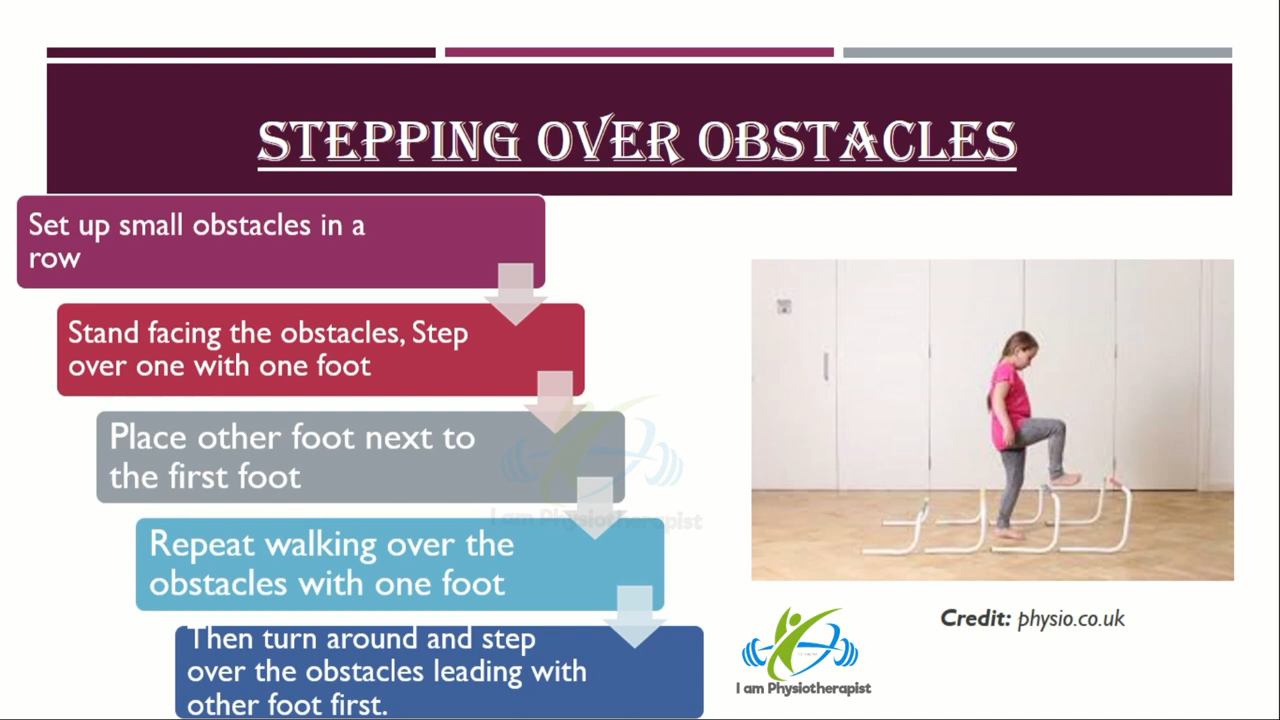 STEPPING OVER OBSTACLES
Set up small obstacles in a
row
Stand facing the obstacles, Step
over one with one foot
Place other foot next to
the first foot
Repeat walking over the
obstacles with one foot
Then turn around and step
over the obstacles leading with
other foot first.
I am Physiotherapist
Credit: physio.co.uk
I am Physiotherapist